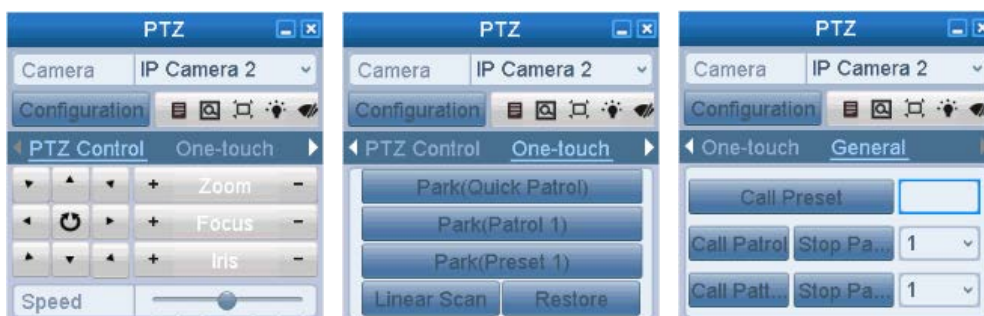 PTZ
Camera IP Camera 2
Configuration
PTZ Control One-touch
+ Zoom -
+ Focus -
+ Iris -
Speed
PTZ
Camera IP Camera 2
Configuration
PTZ Control One-touch
Park(Quick Patrol)
Park(Patrol 1)
Park(Preset 1)
Linear Scan Restore
PTZ
Camera IP Camera 2
Configuration
One-touch General
Call Preset
Call Patrol Stop Pa... 1
Call Patt... Stop Pa... 1